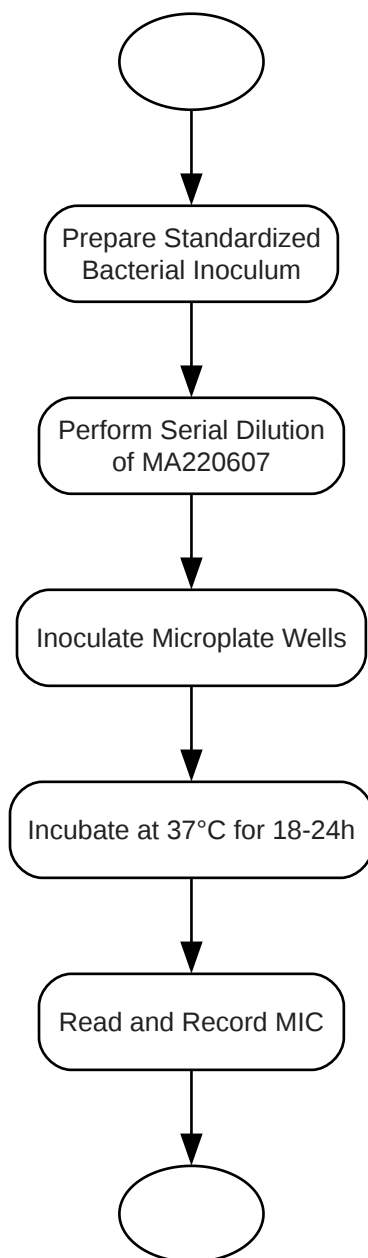 Prepare Standardized
Bacterial Inoculum
Perform Serial Dilution
of MA220607
Inoculate Microplate Wells
Incubate at 37°C for 18-24h
Read and Record MIC